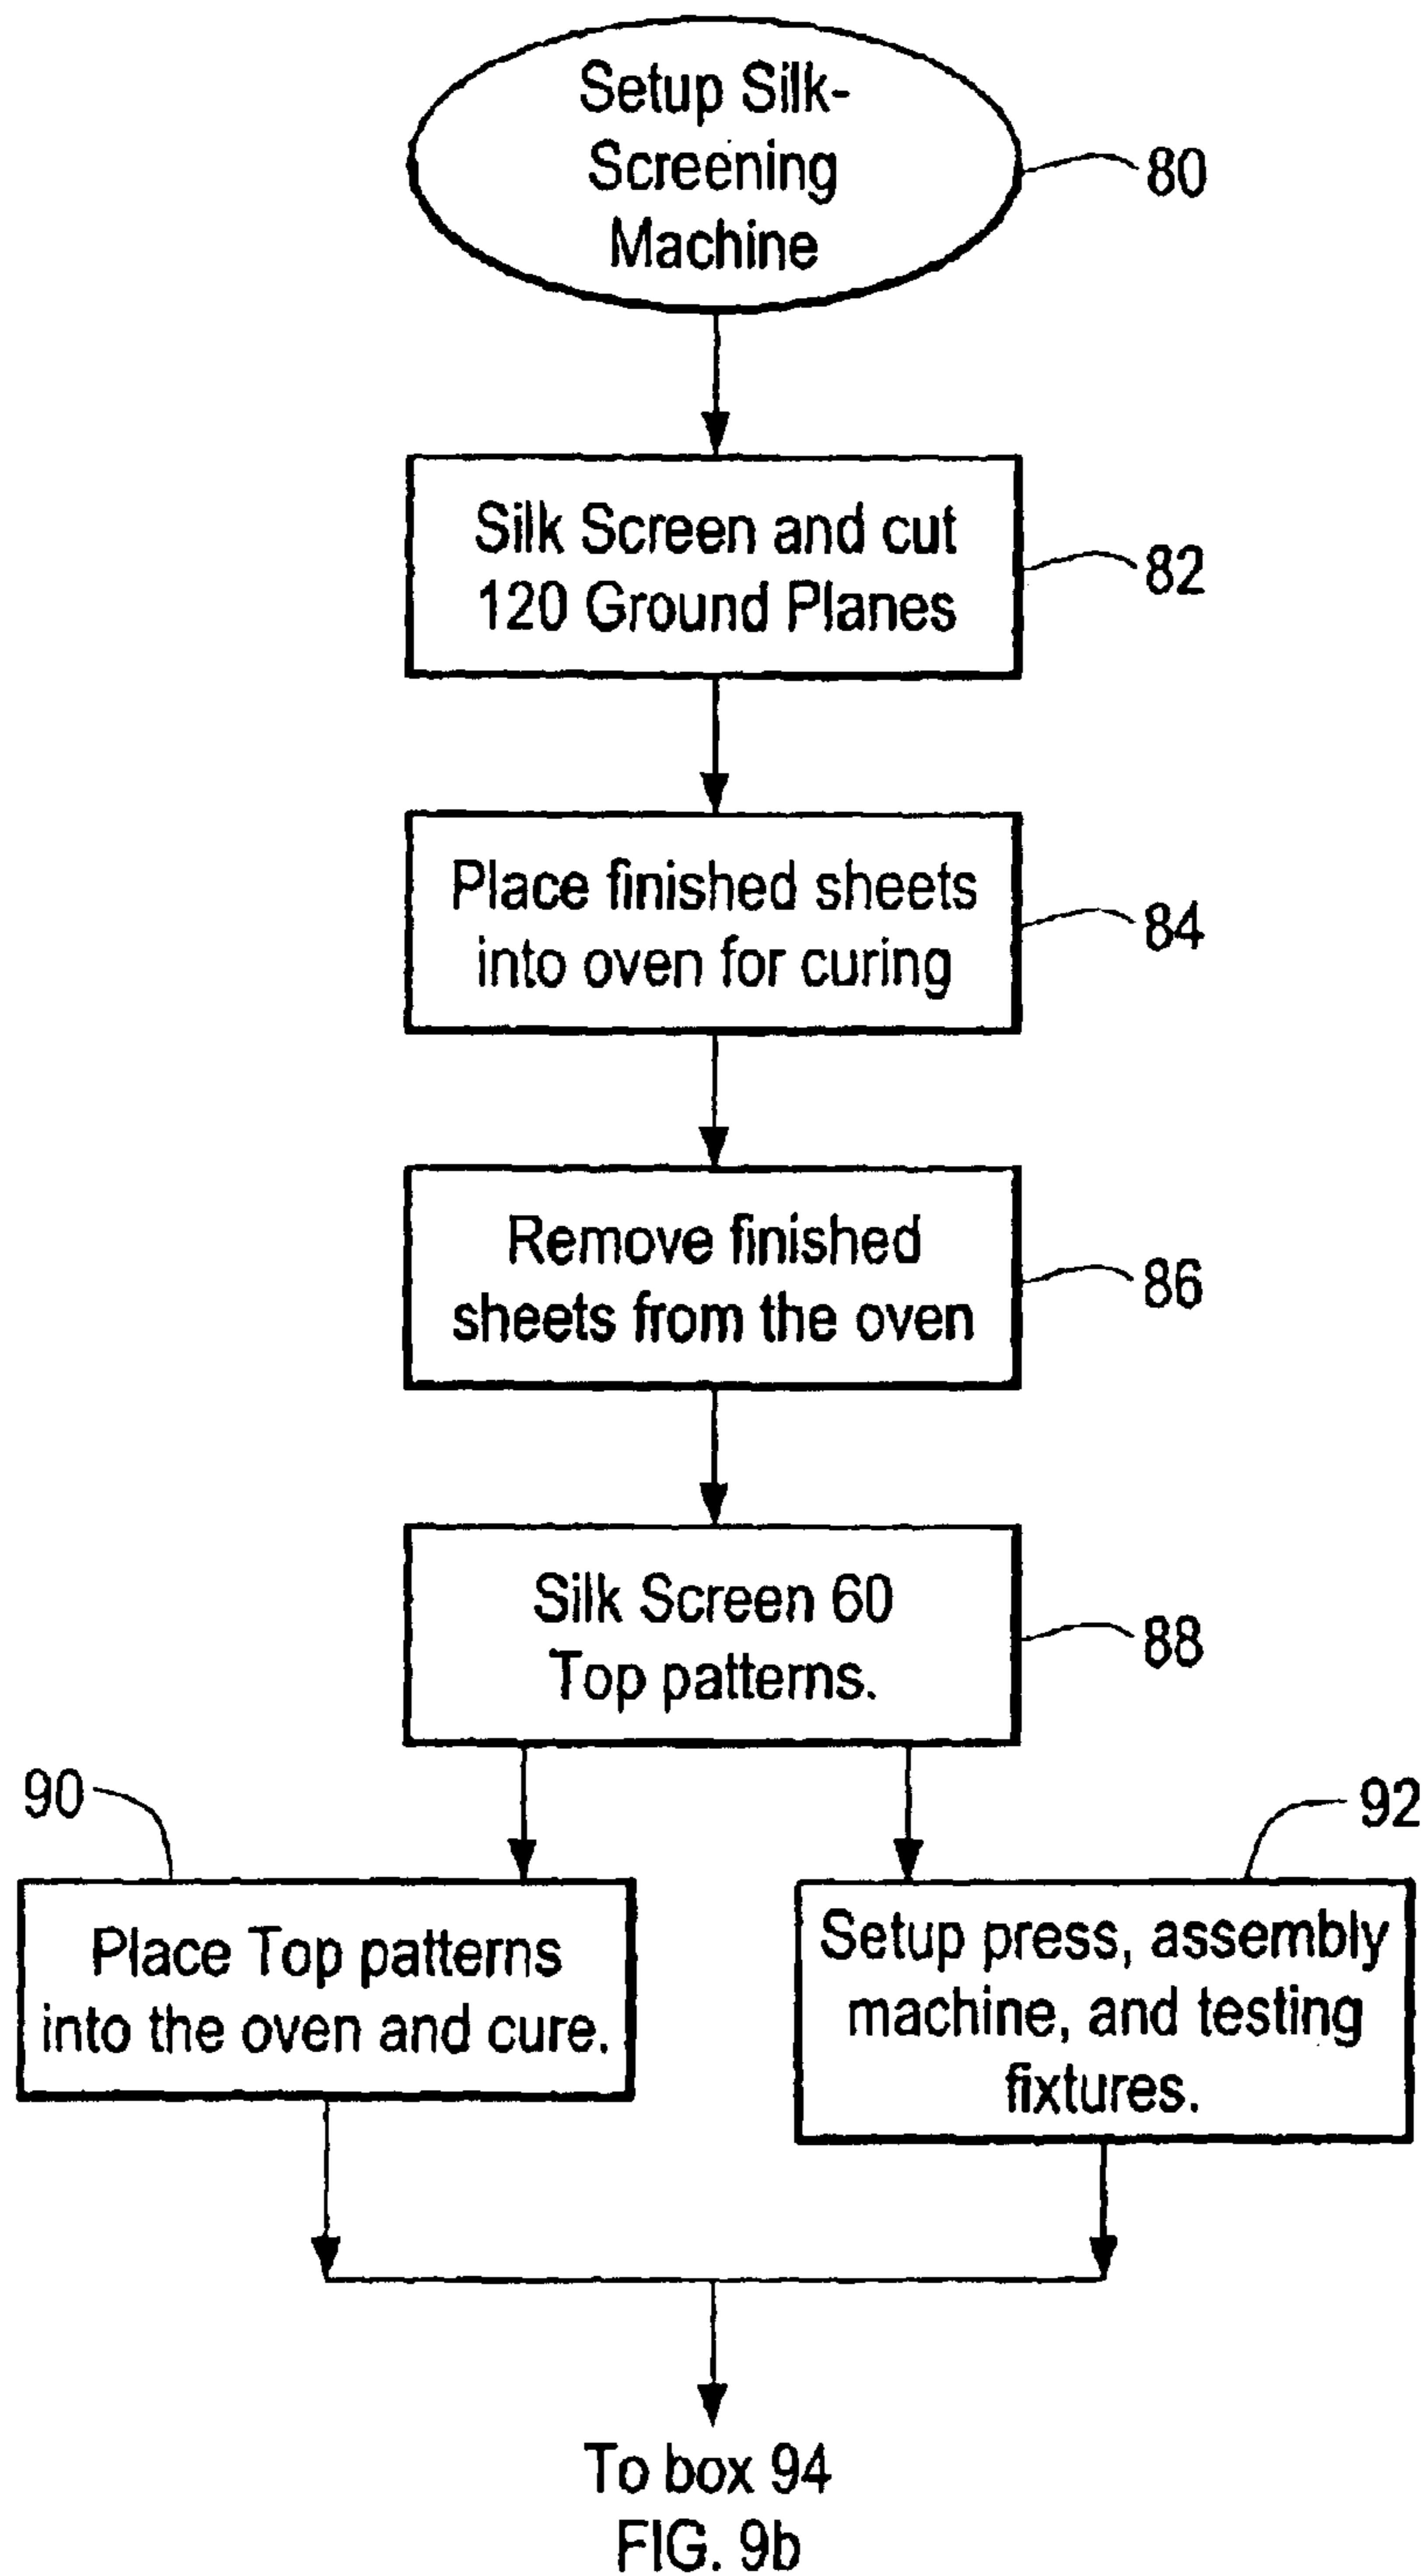 Setup Silk-
Screening
Machine
80
Silk Screen and cut
120 Ground Planes
82
Place finished sheets
into oven for curing
84
Remove finished
sheets from the oven
86
Silk Screen 60
Top patterns.
88
90
Place Top patterns
into the oven and cure.
92
Setup press, assembly
machine, and testing
fixtures.
To box 94
FIG. 9b